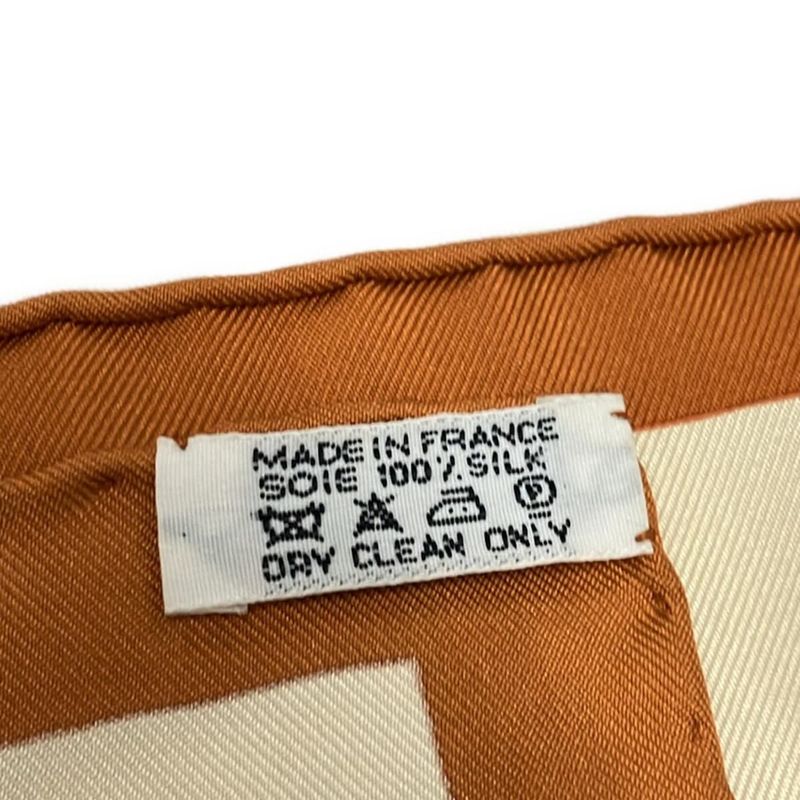 MADE IN FRANCE
SOIE 100% SILK
P
DRY CLEAN ONLY